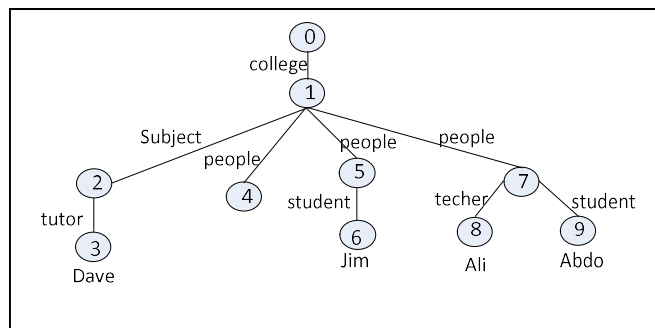 0
college
1
Subject
people
people
people
2
4
5
7
tutor
student
techer
student
3
6
8
9
Dave
Jim
Ali
Abdo